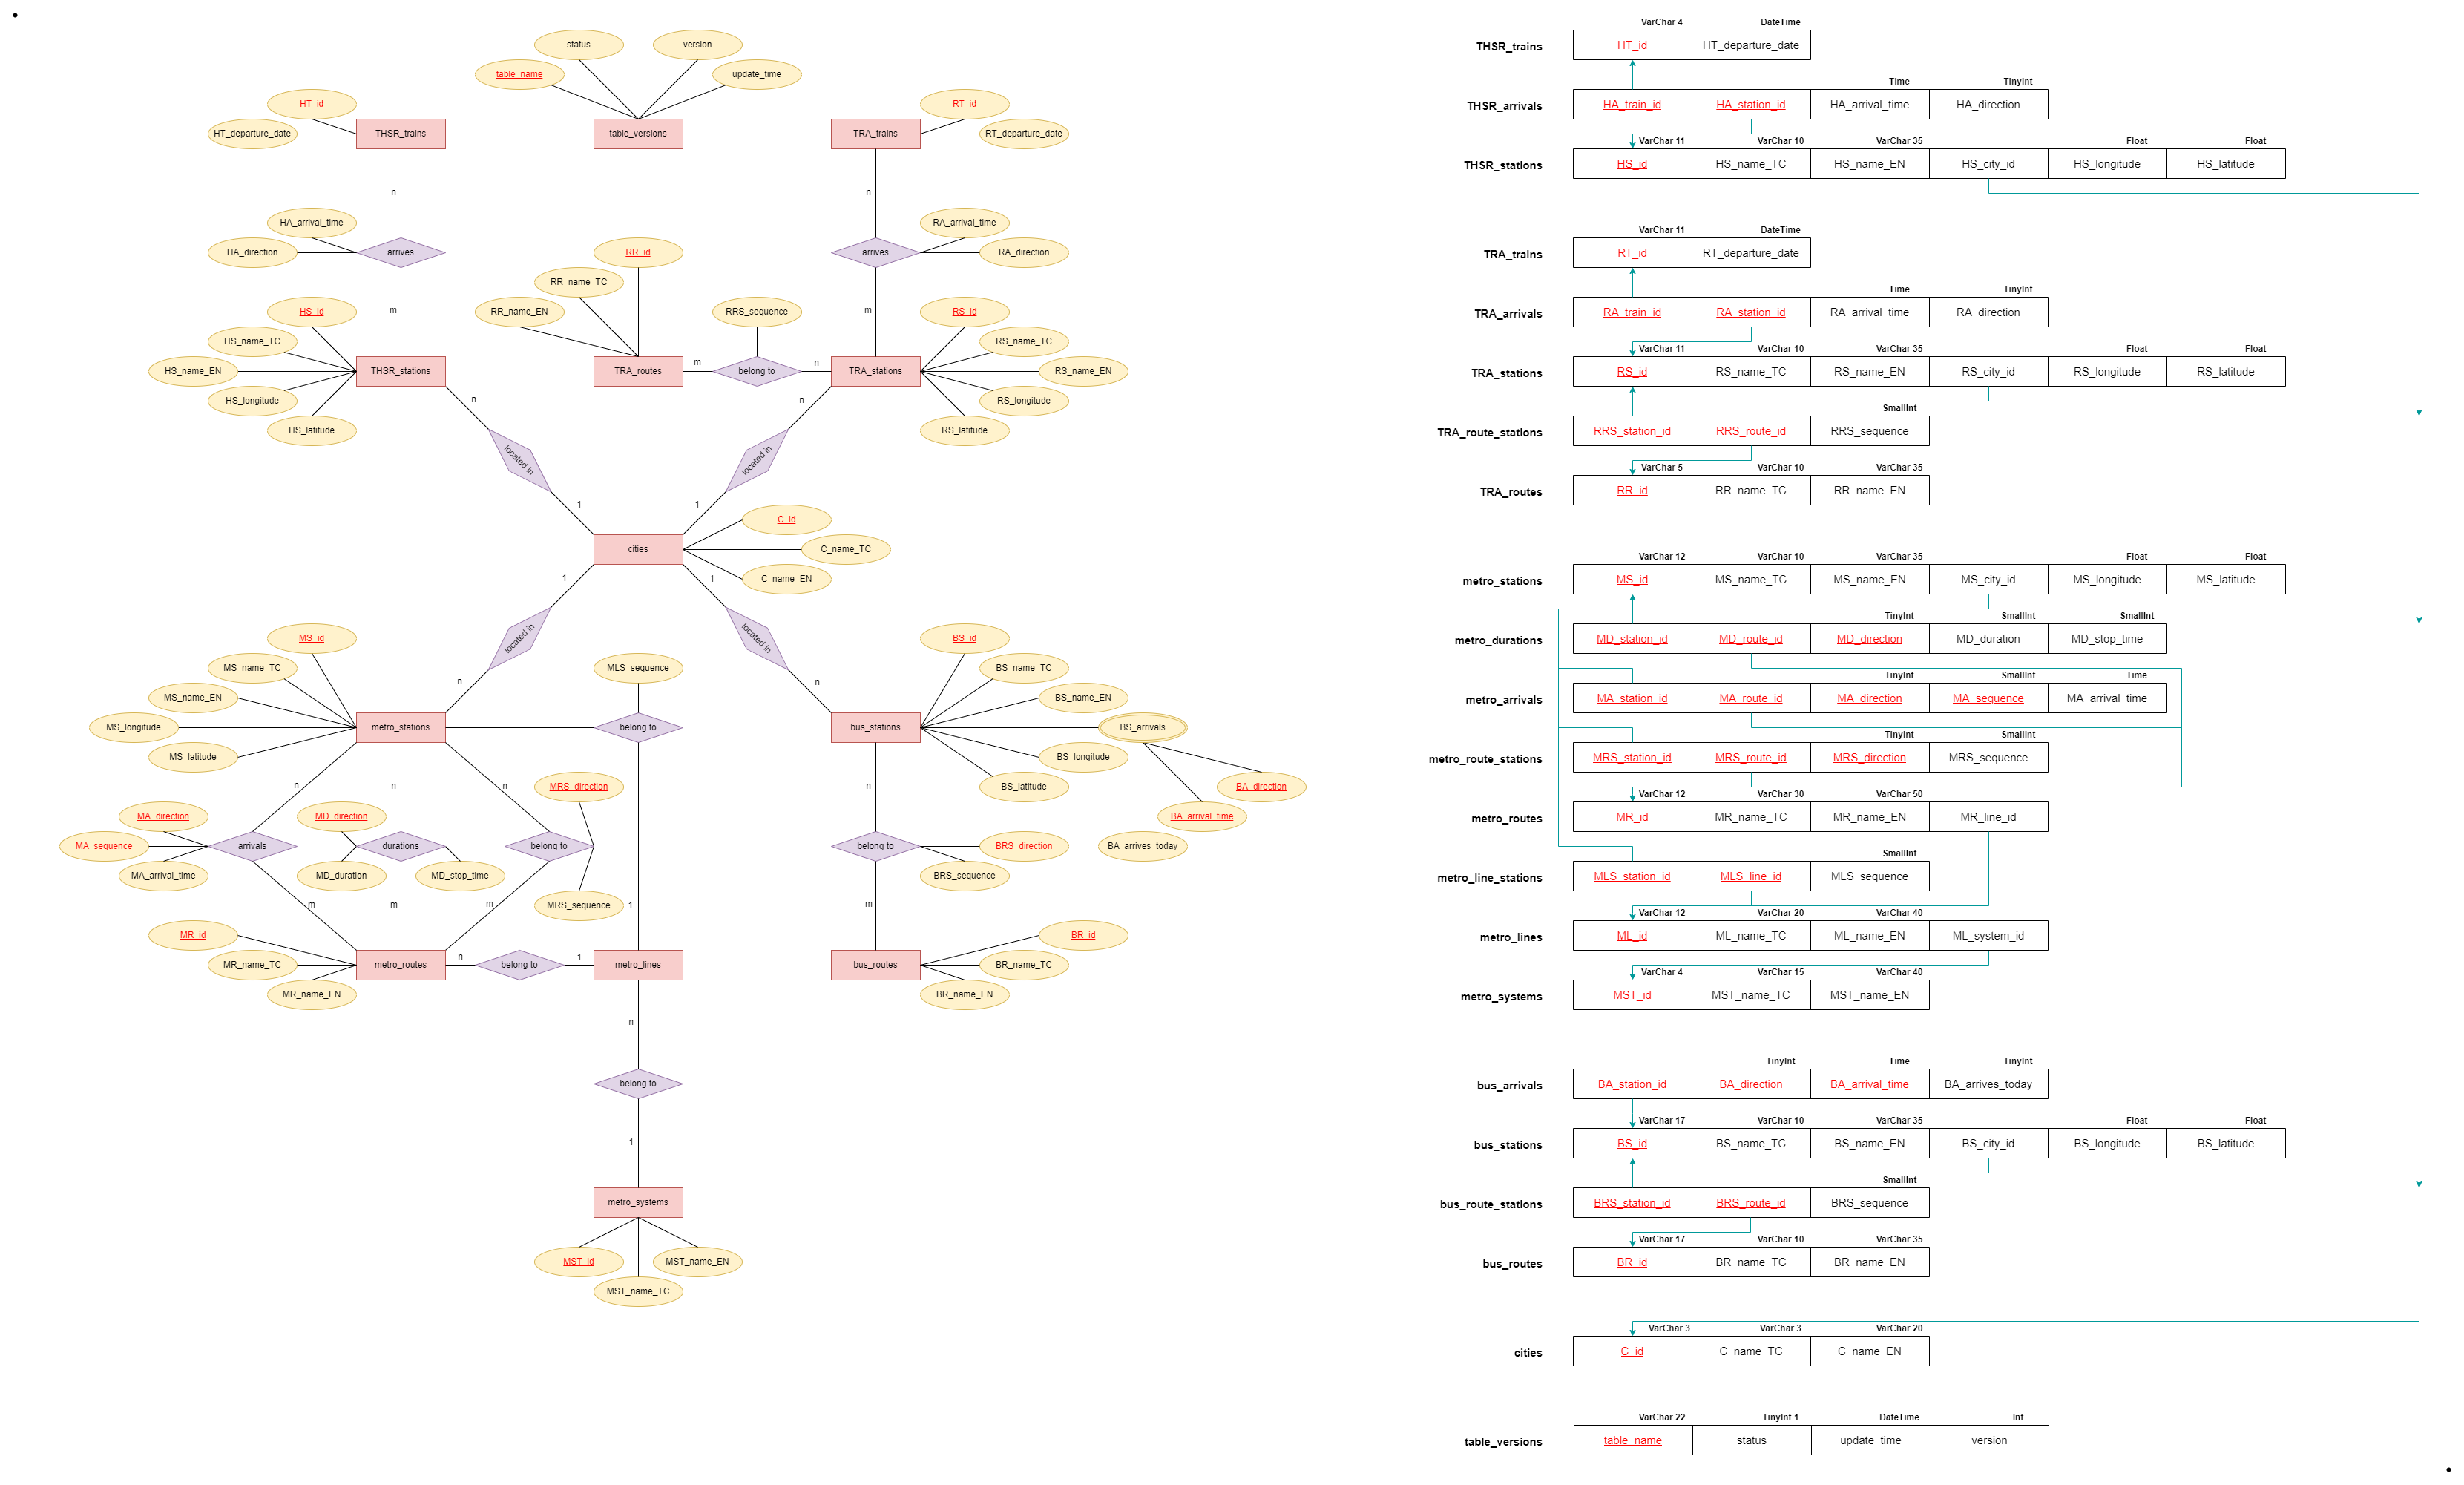 status
version
table_name
update_time
HT_id
HT_departure_date
THSR_trains
table_versions
TRA_trains
RT_id
RT_departure_date
n
n
HA_arrival_time
HA_direction
arrives
RR_id
RA_arrival_time
RA_direction
arrives
RR_name_TC
RR_name_EN
RRS_sequence
m
m
HS_id
HS_name_TC
HS_name_EN
HS_longitude
HS_latitude
THSR_stations
TRA_routes
m
belong to
n
TRA_stations
RS_id
RS_name_TC
RS_name_EN
RS_longitude
RS_latitude
n
n
located in
located in
1
1
cities
C_id
C_name_TC
C_name_EN
1
1
located in
located in
n
n
MS_id
MS_name_TC
MS_name_EN
MS_longitude
MS_latitude
metro_stations
MLS_sequence
belong to
bus_stations
BS_id
BS_name_TC
BS_name_EN
BS_arrivals
BS_longitude
BS_latitude
BA_direction
BA_arrival_time
BA_arrives_today
n
n
n
n
MRS_direction
MA_direction
MA_sequence
MA_arrival_time
arrivals
MD_direction
durations
MD_duration
MD_stop_time
belong to
MRS_sequence
belong to
BRS_direction
BRS_sequence
m
m
m
1
m
MR_id
MR_name_TC
MR_name_EN
metro_routes
n
belong to
1
metro_lines
bus_routes
BR_id
BR_name_TC
BR_name_EN
n
belong to
1
metro_systems
MST_id
MST_name_TC
MST_name_EN
VarChar 4 DateTime
THSR_trains HT_id HT_departure_date
Time TinyInt
THSR_arrivals HA_train_id HA_station_id HA_arrival_time HA_direction
VarChar 11 VarChar 10 VarChar 35 Float Float
THSR_stations HS_id HS_name_TC HS_name_EN HS_city_id HS_longitude HS_latitude
VarChar 11 DateTime
TRA_trains RT_id RT_departure_date
Time TinyInt
TRA_arrivals RA_train_id RA_station_id RA_arrival_time RA_direction
VarChar 11 VarChar 10 VarChar 35 Float Float
TRA_stations RS_id RS_name_TC RS_name_EN RS_city_id RS_longitude RS_latitude
SmallInt
TRA_route_stations RRS_station_id RRS_route_id RRS_sequence
VarChar 5 VarChar 10 VarChar 35
TRA_routes RR_id RR_name_TC RR_name_EN
VarChar 12 VarChar 10 VarChar 35 Float Float
metro_stations MS_id MS_name_TC MS_name_EN MS_city_id MS_longitude MS_latitude
TinyInt SmallInt SmallInt
metro_durations MD_station_id MD_route_id MD_direction MD_duration MD_stop_time
TinyInt SmallInt Time
metro_arrivals MA_station_id MA_route_id MA_direction MA_sequence MA_arrival_time
TinyInt SmallInt
metro_route_stations MRS_station_id MRS_route_id MRS_direction MRS_sequence
VarChar 12 VarChar 30 VarChar 50
metro_routes MR_id MR_name_TC MR_name_EN MR_line_id
SmallInt
metro_line_stations MLS_station_id MLS_line_id MLS_sequence
VarChar 12 VarChar 20 VarChar 40
metro_lines ML_id ML_name_TC ML_name_EN ML_system_id
VarChar 4 VarChar 15 VarChar 40
metro_systems MST_id MST_name_TC MST_name_EN
TinyInt Time TinyInt
bus_arrivals BA_station_id BA_direction BA_arrival_time BA_arrives_today
VarChar 17 VarChar 10 VarChar 35 Float Float
bus_stations BS_id BS_name_TC BS_name_EN BS_city_id BS_longitude BS_latitude
SmallInt
bus_route_stations BRS_station_id BRS_route_id BRS_sequence
VarChar 17 VarChar 10 VarChar 35
bus_routes BR_id BR_name_TC BR_name_EN
VarChar 3 VarChar 3 VarChar 20
cities C_id C_name_TC C_name_EN
VarChar 22 TinyInt 1 DateTime Int
table_versions table_name status update_time version